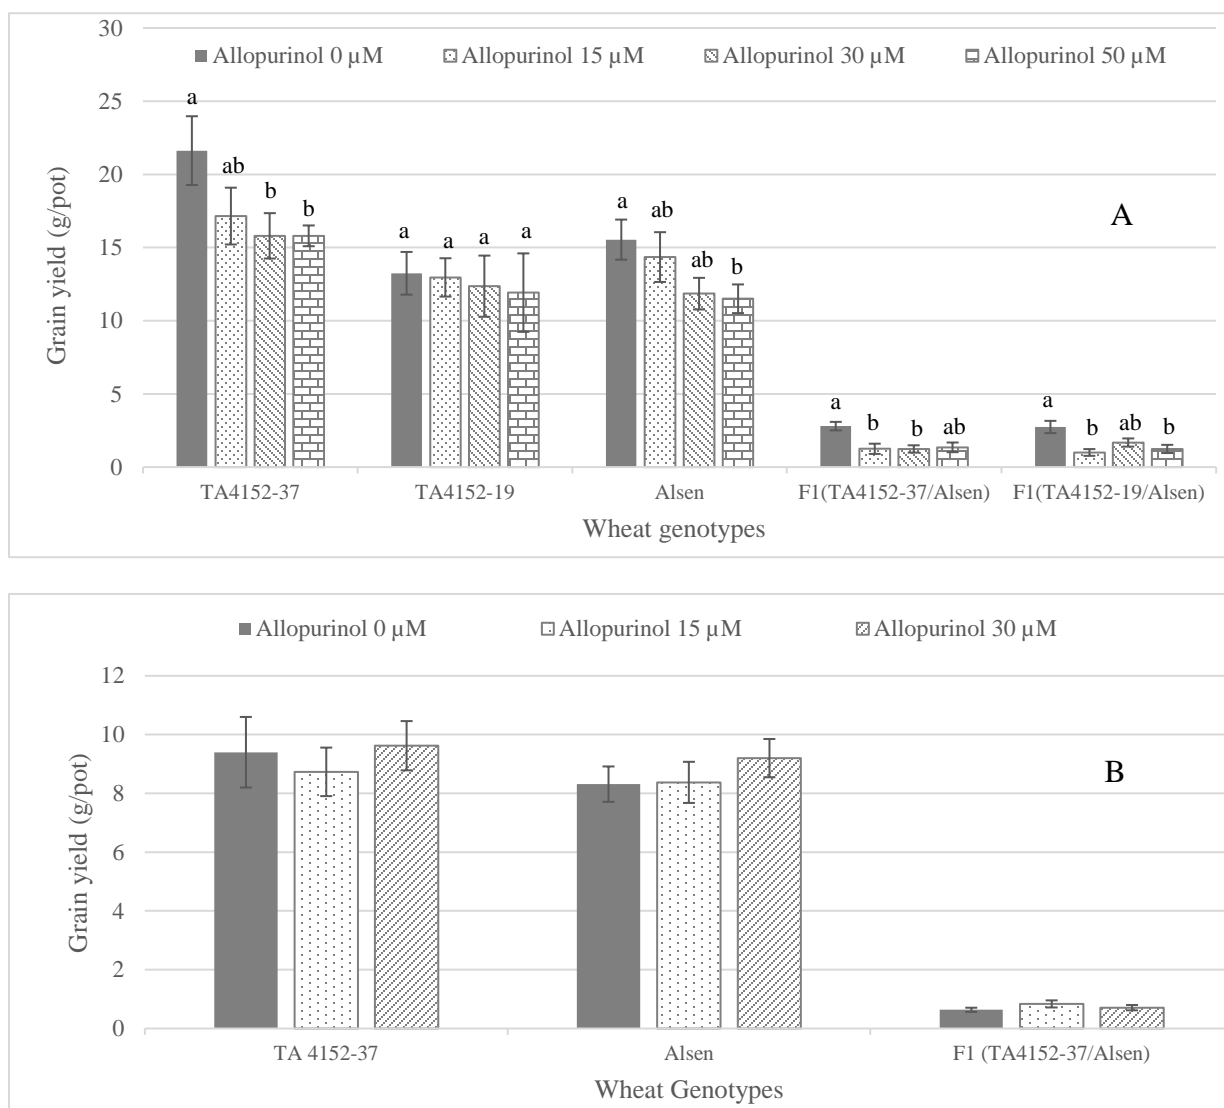 30
Allopurinol 0 µM Allopurinol 15 µM Allopurinol 30 µM Allopurinol 50 µM
25
20
15
10
5
0
Grain yield (g/pot)
a ab b b
a a a a
a ab ab b
a b b ab
a b ab b
A
TA4152-37 TA4152-19 Alsen F1(TA4152-37/Alsen) F1(TA4152-19/Alsen)
Wheat genotypes
Allopurinol 0 µM Allopurinol 15 µM Allopurinol 30 µM
12
10
8
6
4
2
0
Grain yield (g/pot)
B
TA 4152-37 Alsen F1 (TA4152-37/Alsen)
Wheat Genotypes